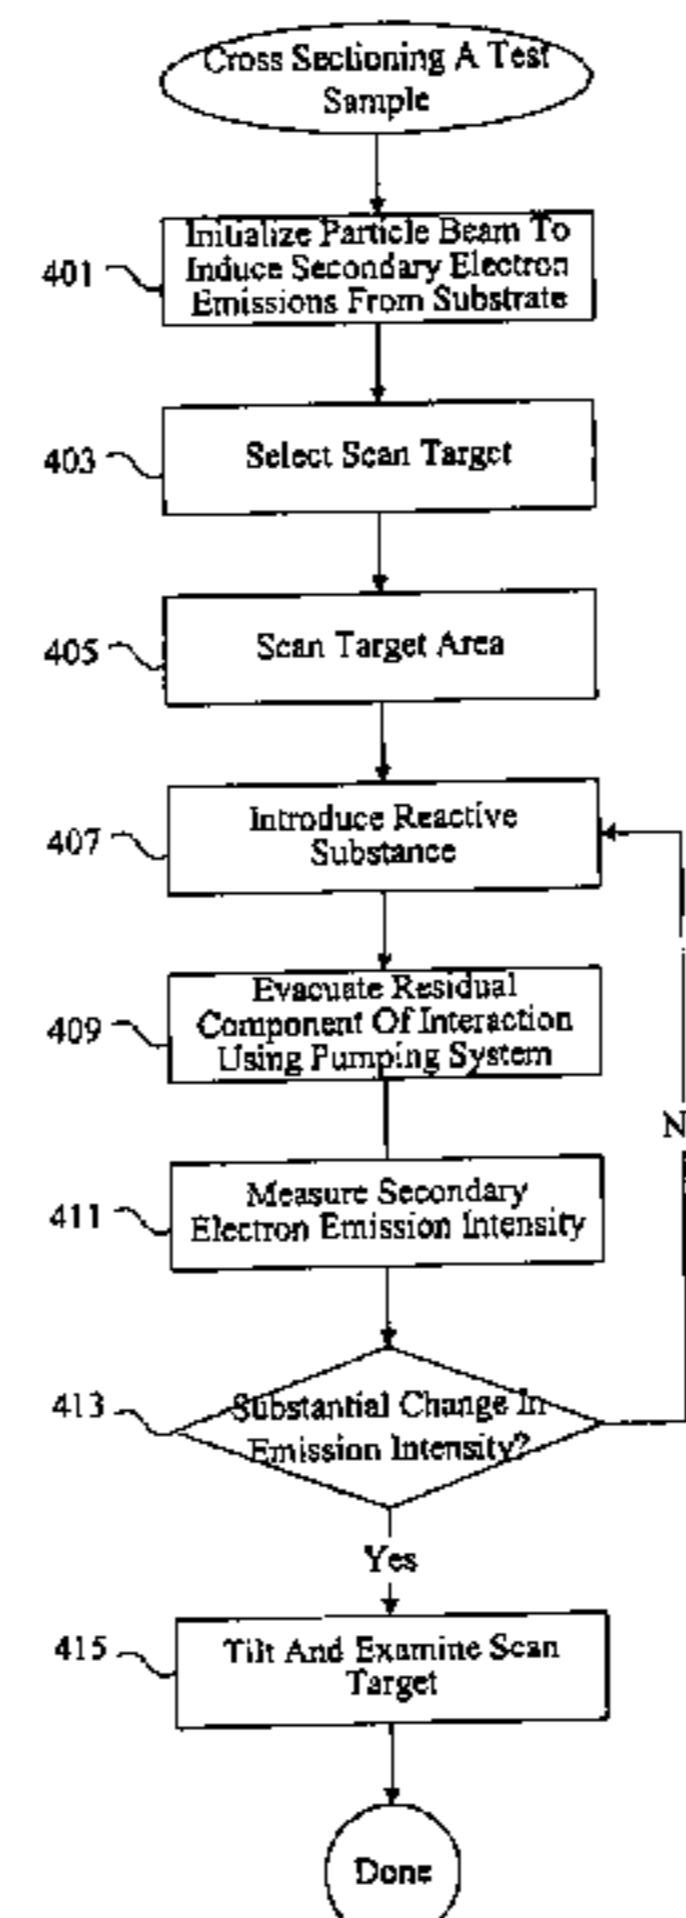 Cross Sectioning A Test
Sample
401
Initialize Particle Beam To
Induce Secondary Electron
Emissions From Substrate
403
Select Scan Target
405
Scan Target Area
407
Introduce Reactive
Substance
409
Evacuate Residual
Component Of Interaction
Using Pumping System
N
411
Measure Secondary
Electron Emission Intensity
413
Substantial Change In
Emission Intensity?
Yes
415
Tilt And Examine Scan
Target
Done